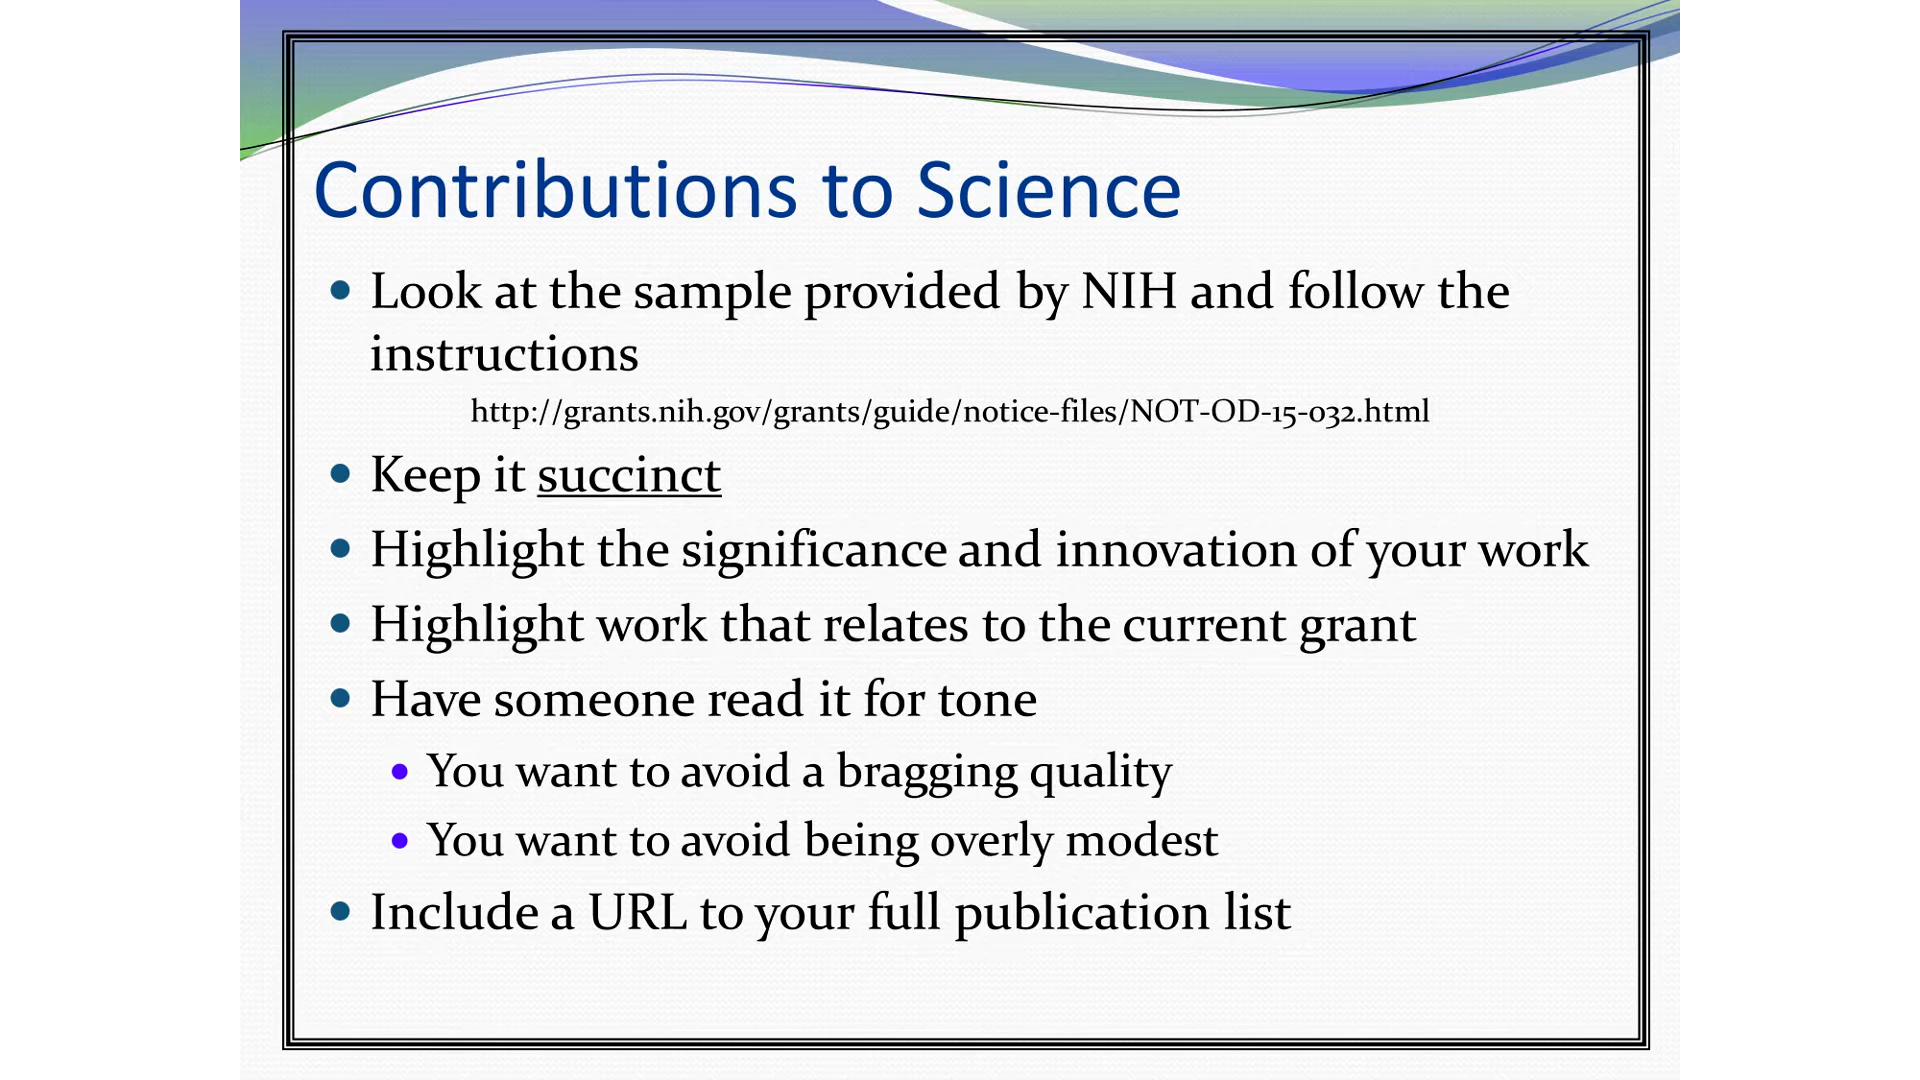 Contributions to Science
• Look at the sample provided by NIH and follow the
instructions
http://grants.nih.gov/grants/guide/notice-files/NOT-OD-15-032.html
• Keep it succinct
• Highlight the significance and innovation of your work
• Highlight work that relates to the current grant
• Have someone read it for tone
• You want to avoid a bragging quality
• You want to avoid being overly modest
• Include a URL to your full publication list